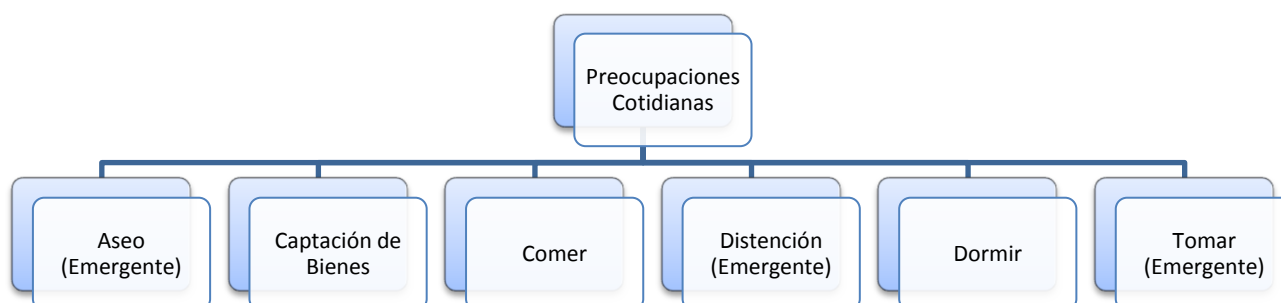 Preocupaciones
Cotidianas
Aseo
(Emergente)
Captación de
Bienes
Comer
Distención
(Emergente)
Dormir
Tomar
(Emergente)